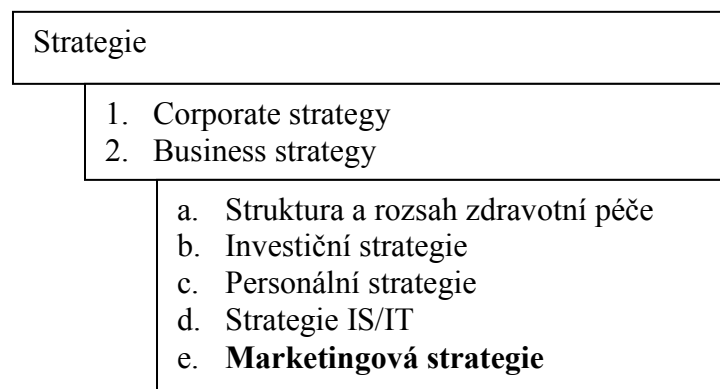 Strategie
1. Corporate strategy
2. Business strategy
a. Struktura a rozsah zdravotní péče
b. Investiční strategie
c. Personální strategie
d. Strategie IS/IT
e. Marketingová strategie